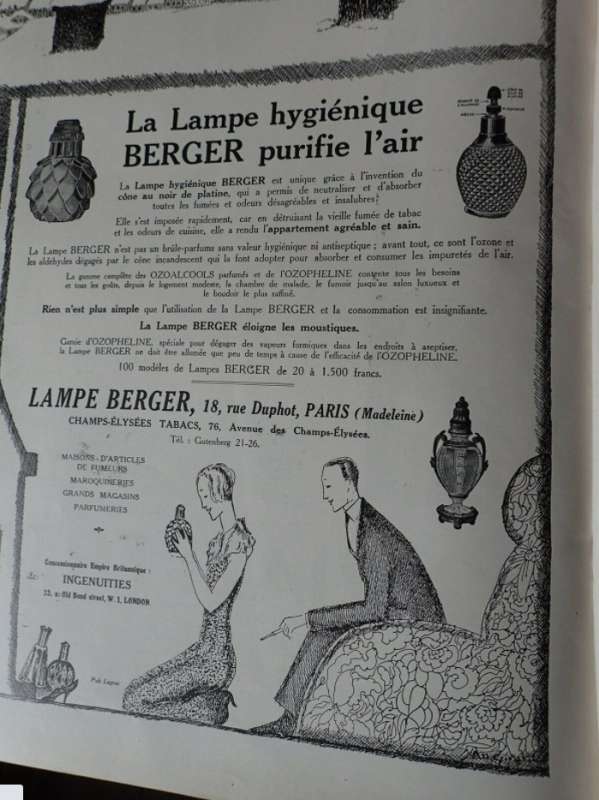 La Lampe hygiénique
BERGER purifie l'air
La Lampe hygiénique BERGER est unique grâce à l'invention du
cône au noir de platine, qui a permis de neutraliser et d'absorber
toutes les fumées et odeurs désagréables et insalubres!
Elle s'est imposée rapidement, car en détruisant la vieille fumée de tabac
et les odeurs de cuisine, elle a rendu l'appartement agréable et sain.
La Lampe BERGER n'est pas un brûle-parfums sans valeur hygiénique ni antiseptique; avant tout, ce sont l'ozone et
les aldéhydes dégagés par le cône incandescent qui la font adopter pour absorber et consumer les impuretés de l'air.
La gamme complète des OZOALCOOLS parfumés et de l'OZOPHELINE contente tous les besoins
et tous les goûts, depuis le logement modeste, la chambre de malade, le fumoir jusqu'au salon luxueux et
le boudoir le plus raffiné.
Rien n'est plus simple que l'utilisation de la Lampe BERGER et la consommation est insignifiante.
La Lampe BERGER éloigne les moustiques.
Garnie d'OZOPHELINE, spéciale pour dégager des vapeurs formiques dans les endroits à aseptiser,
la Lampe BERGER ne doit être allumée que peu de temps à cause de l'efficacité de l'OZOPHELINE.
100 modèles de Lampes BERGER de 20 à 1.500 francs.
LAMPE BERGER, 18, rue Duphot, PARIS (Madeleine)
CHAMPS-ÉLYSÉES TABACS, 76, Avenue des Champs-Élysées.
Tél. : Gutenberg 21-26.
MAISONS D'ARTICLES
DE FUMEURS
MAROQUINERIES
GRANDS MAGASINS
PARFUMERIES
Concessionnaire Empire Britannique :
INGENUITIES
Old Bond street, W. 1, LONDON